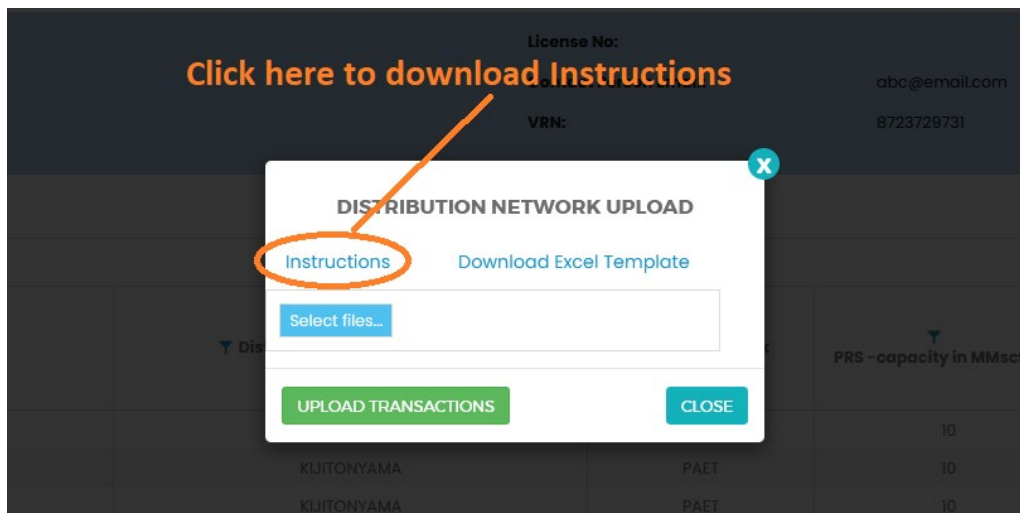 License No:
Click here to download Instructions
abc@email.com
VRN:
8723729731
X
DISTRIBUTION NETWORK UPLOAD
Instructions
Download Excel Template
Select files...
Dis
PRS -capacity in MMsc
UPLOAD TRANSACTIONS
CLOSE
10
KIJITONYAMA
PAET
10
KIJITONYAMA
PAET
10